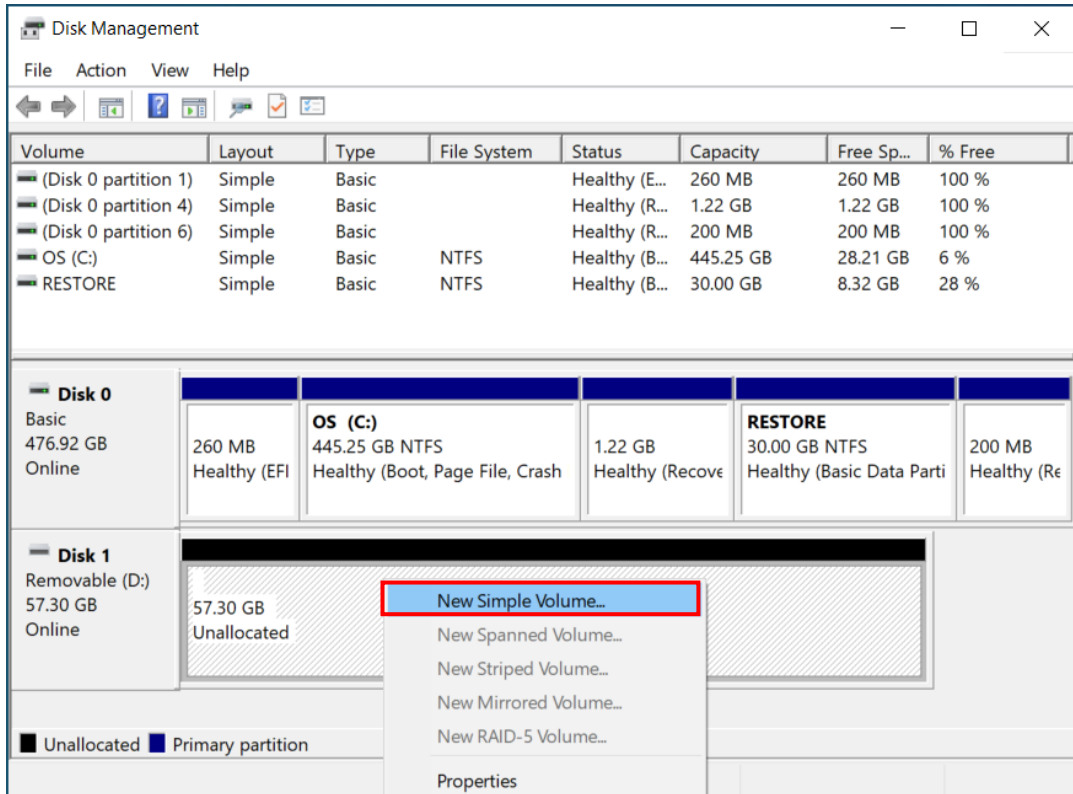 Disk Management
File Action View Help
Volume Layout Type File System Status Capacity Free Sp... % Free
(Disk 0 partition 1) Simple Basic Healthy (E... 260 MB 260 MB 100 %
(Disk 0 partition 4) Simple Basic Healthy (R... 1.22 GB 1.22 GB 100 %
(Disk 0 partition 6) Simple Basic Healthy (R... 200 MB 200 MB 100 %
OS (C:) Simple Basic NTFS Healthy (B... 445.25 GB 28.21 GB 6 %
RESTORE Simple Basic NTFS Healthy (B... 30.00 GB 8.32 GB 28 %
Disk 0
Basic
476.92 GB
Online
260 MB
Healthy (EFI
OS (C:)
445.25 GB NTFS
Healthy (Boot, Page File, Crash
1.22 GB
Healthy (Recove
RESTORE
30.00 GB NTFS
Healthy (Basic Data Parti
200 MB
Healthy (Re
Disk 1
Removable (D:)
57.30 GB
Online
57.30 GB
Unallocated
New Simple Volume...
New Spanned Volume...
New Striped Volume...
New Mirrored Volume...
New RAID-5 Volume...
Properties
Unallocated Primary partition